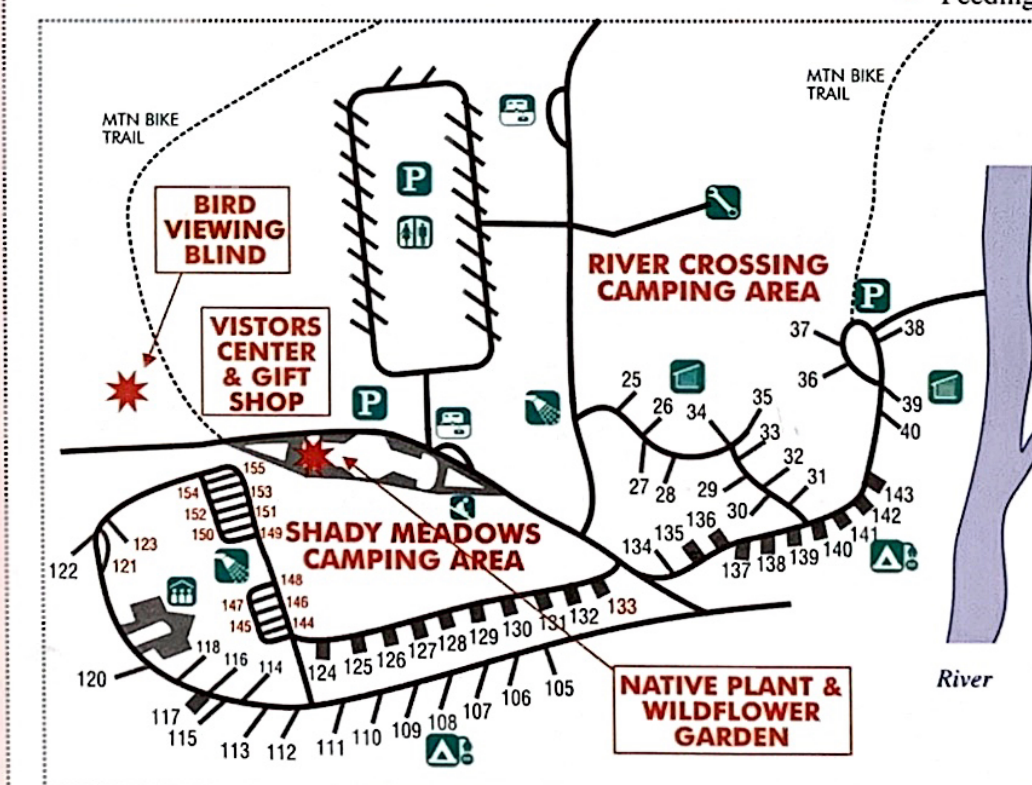 Feeding
MTN BIKE
TRAIL
MTN BIKE
TRAIL
P
BIRD
VIEWING
BLIND
RIVER CROSSING
CAMPING AREA
P
VISTORS
CENTER
& GIFT
SHOP
P
37
38
36
39
40
25
26
34
35
33
32
31
27
28
29
30
143
142
141
140
139
138
137
136
135
134
155
154
153
152
151
150
149
SHADY MEADOWS
CAMPING AREA
123
122
121
148
147
146
145
144
133
132
131
130
129
128
127
126
125
124
120
118
116
114
117
115
113
112
111
110
109
108
107
106
105
NATIVE PLANT &
WILDFLOWER
GARDEN
River